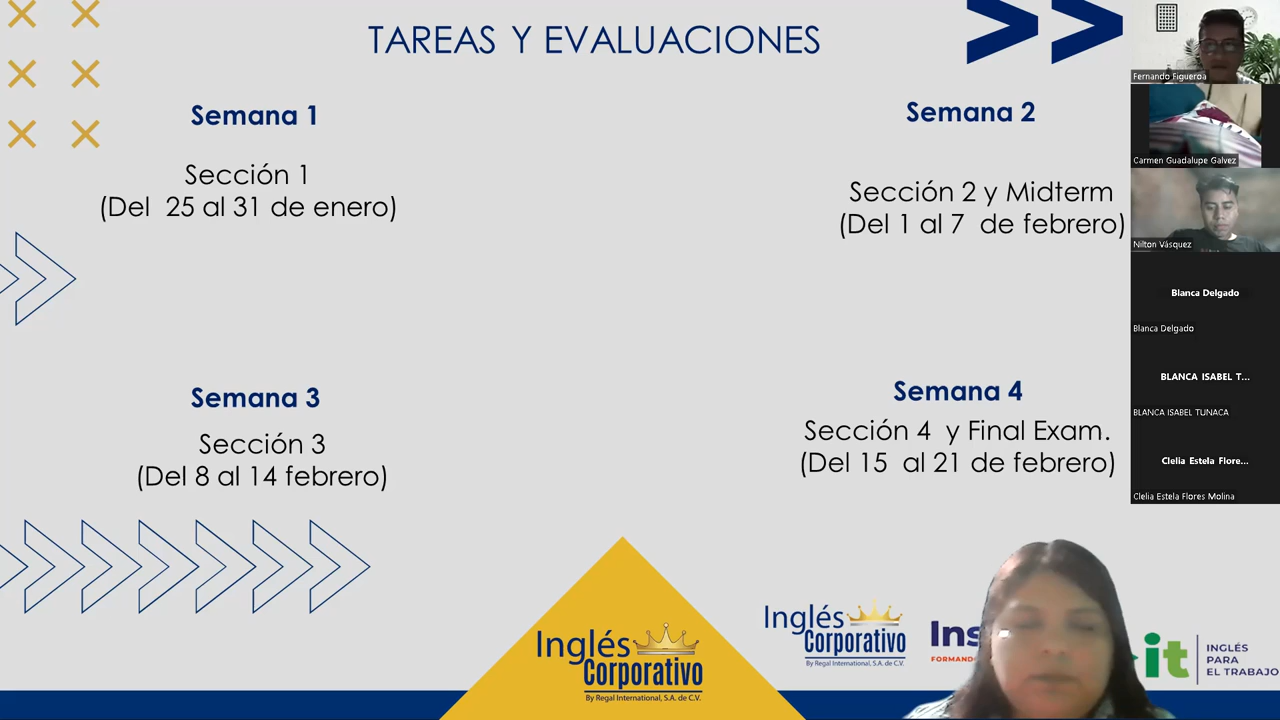 TAREAS Y EVALUACIONES
Semana 1
Sección 1
(Del 25 al 31 de enero)
Semana 2
Sección 2 y Midterm
(Del 1 al 7 de febrero)
Semana 3
Sección 3
(Del 8 al 14 febrero)
Semana 4
Sección 4 y Final Exam.
(Del 15 al 21 de febrero)
Fernando Figueroa
Carmen Guadalupe Galvez
Nilton Vásquez
Blanca Delgado
Blanca Delgado
BLANCA ISABEL T...
BLANCA ISABEL TUNACA
Clelia Estela Flore...
Clelia Estela Flores Molina
Inglés
Corporativo
By Regal International, S.A. de C.V.
Inglés
Corporativo
By Regal International, S.A. de C.V.
it
INGLÉS
PARA
EL TRABAJO